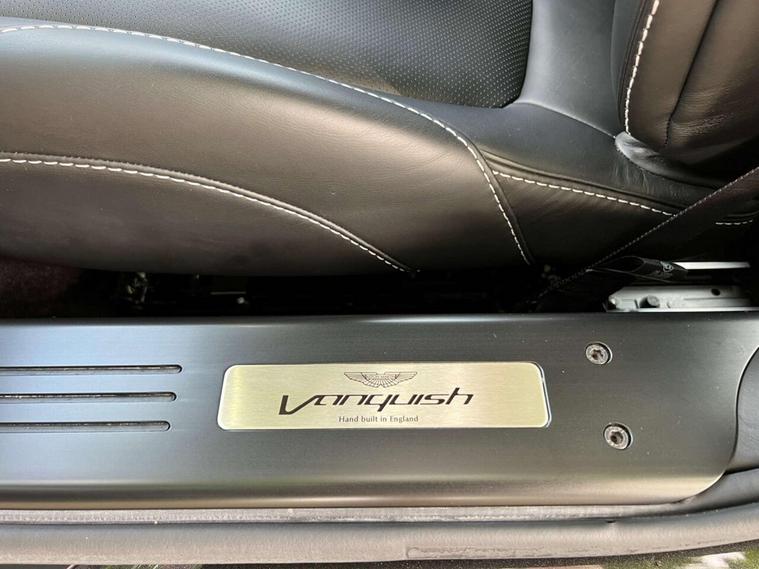 Vanquish
Hand built in England